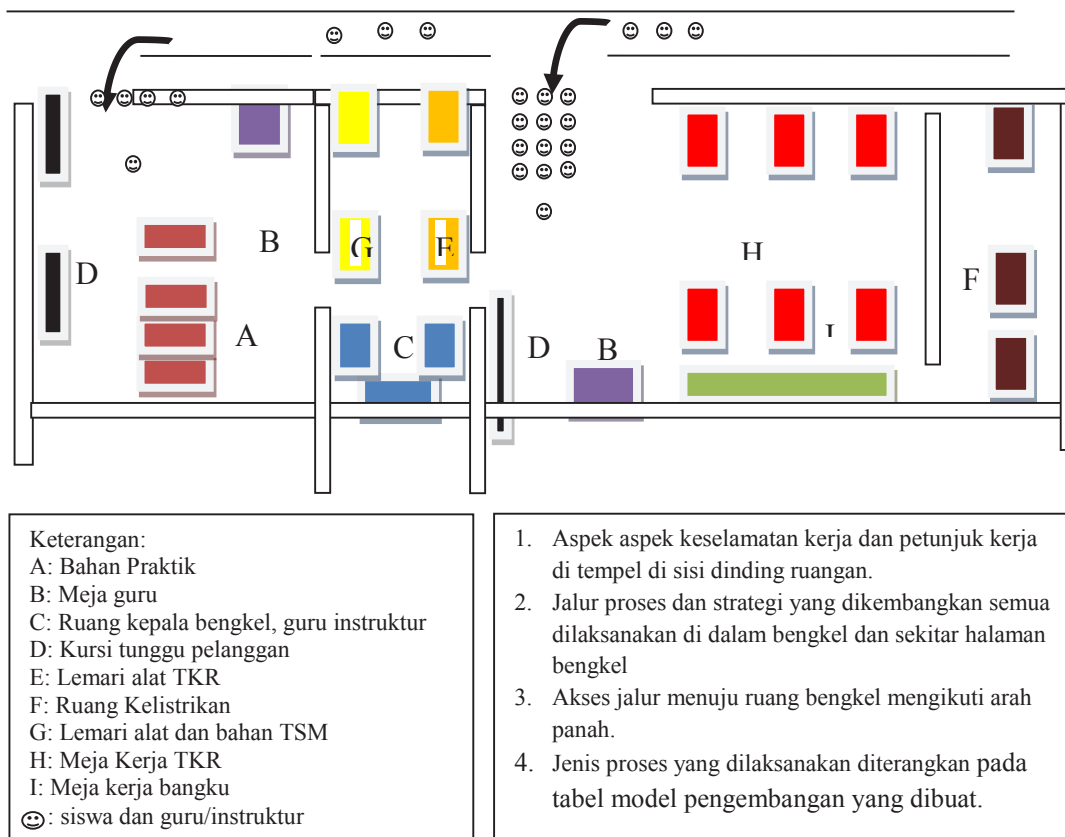 B
G
E
H
D
F
A
C
D
B
I
Keterangan:
A: Bahan Praktik
B: Meja guru
C: Ruang kepala bengkel, guru instruktur
D: Kursi tunggu pelanggan
E: Lemari alat TKR
F: Ruang Kelistrikan
G: Lemari alat dan bahan TSM
H: Meja Kerja TKR
I: Meja kerja bangku
☺: siswa dan guru/instruktur
1. Aspek aspek keselamatan kerja dan petunjuk kerja
di tempel di sisi dinding ruangan.
2. Jalur proses dan strategi yang dikembangkan semua
dilaksanakan di dalam bengkel dan sekitar halaman
bengkel
3. Akses jalur menuju ruang bengkel mengikuti arah
panah.
4. Jenis proses yang dilaksanakan diterangkan pada
tabel model pengembangan yang dibuat.